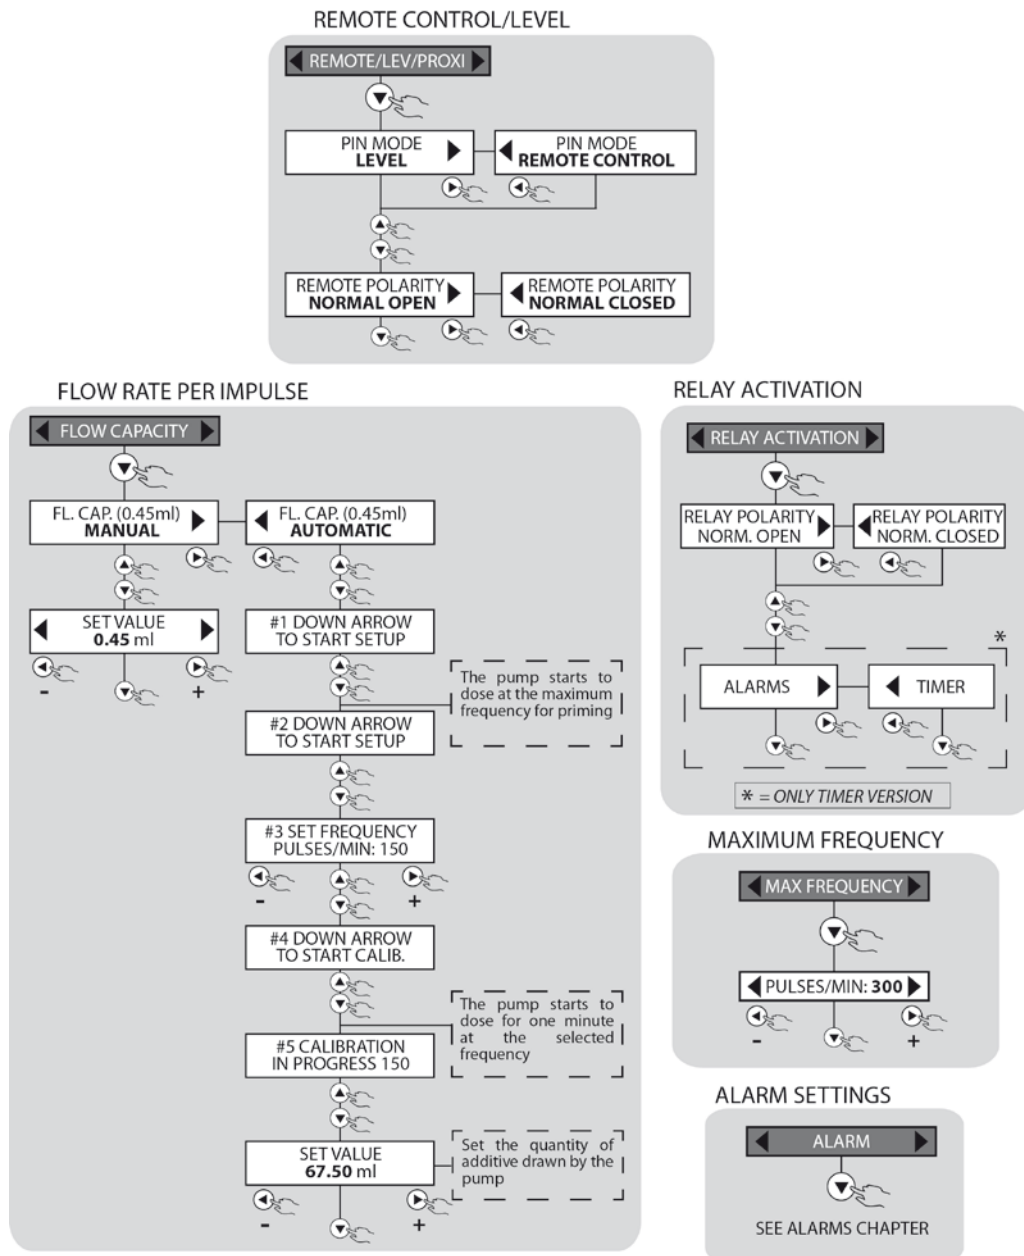 REMOTE CONTROL/LEVEL
REMOTE/LEV/PROXI
PIN MODE
LEVEL
PIN MODE
REMOTE CONTROL
REMOTE POLARITY
NORMAL OPEN
REMOTE POLARITY
NORMAL CLOSED
FLOW RATE PER IMPULSE
FLOW CAPACITY
FL. CAP. (0.45ml)
MANUAL
FL. CAP. (0.45ml)
AUTOMATIC
SET VALUE
0.45 ml
-
+
#1 DOWN ARROW
TO START SETUP
The pump starts to
dose at the maximum
frequency for priming
#2 DOWN ARROW
TO START SETUP
#3 SET FREQUENCY
PULSES/MIN: 150
-
+
#4 DOWN ARROW
TO START CALIB.
The pump starts to
dose for one minute
at the selected
frequency
#5 CALIBRATION
IN PROGRESS 150
SET VALUE
67.50 ml
Set the quantity of
additive drawn by the
pump
-
+
RELAY ACTIVATION
RELAY ACTIVATION
RELAY POLARITY
NORM. OPEN
RELAY POLARITY
NORM. CLOSED
*
ALARMS
TIMER
* = ONLY TIMER VERSION
MAXIMUM FREQUENCY
MAX FREQUENCY
PULSES/MIN: 300
-
+
ALARM SETTINGS
ALARM
SEE ALARMS CHAPTER